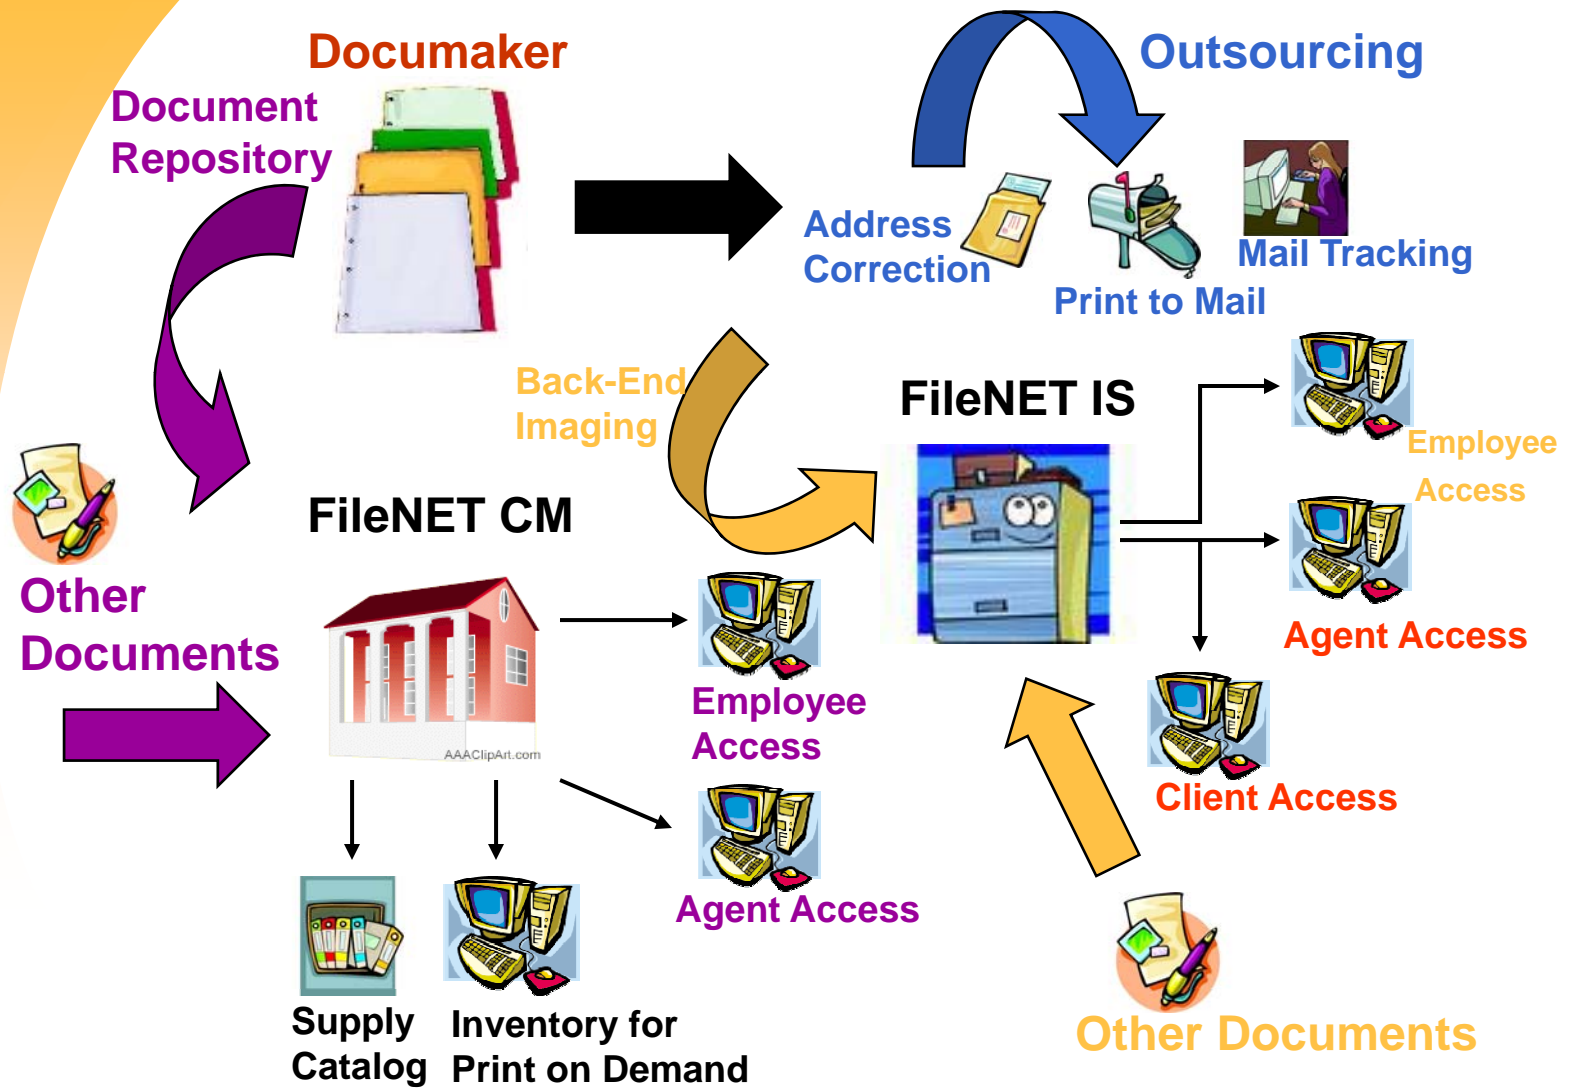 Documaker
Outsourcing
Document
Repository
Address
Correction
Mail Tracking
Print to Mail
Back-End
Imaging
FileNET IS
Employee
Access
FileNET CM
Other
Documents
Agent Access
Employee
Access
AAAClipArt.com
Client Access
Agent Access
Supply
Catalog
Inventory for
Print on Demand
Other Documents